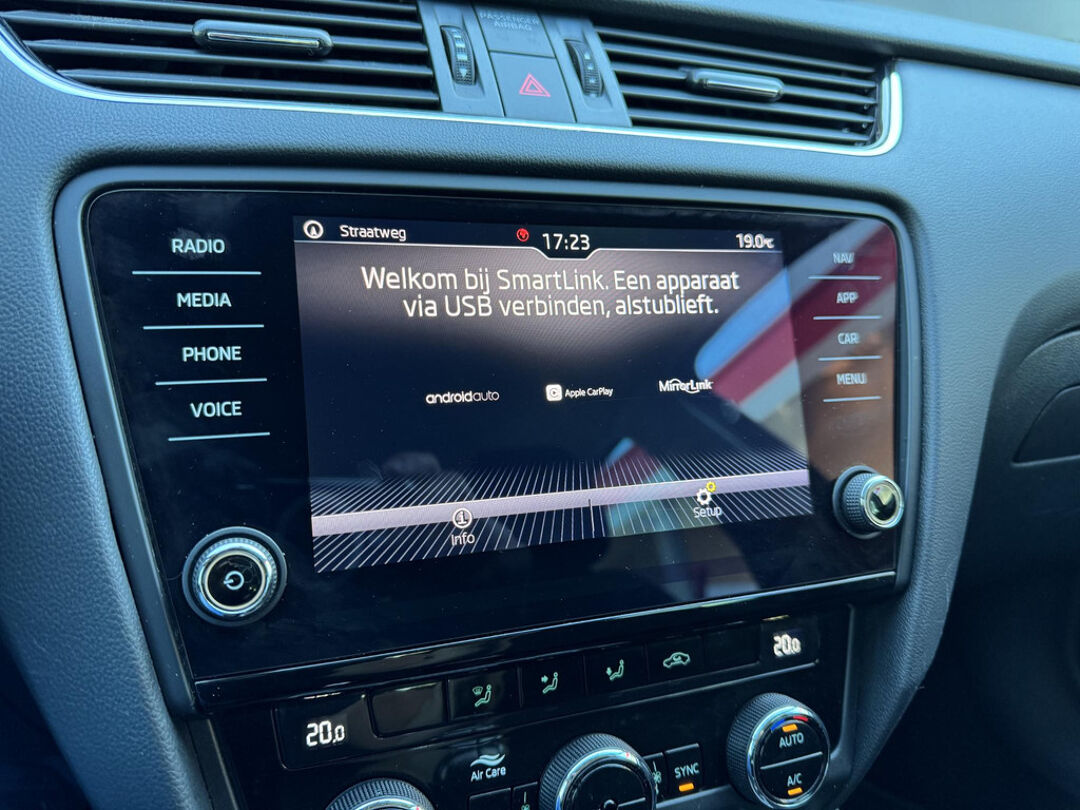 PASSENGER
AIRBAG
RADIO
MEDIA
PHONE
VOICE
Straatweg
17:23
19.0°C
Welkom bij SmartLink. Een apparaat
via USB verbinden, alstublieft.
androidauto
Apple CarPlay
MirrorLink
Info
Setup
NAV
APP
CAR
MENU
20.0
20.0
Air Care
SYNC
AUTO
A/C